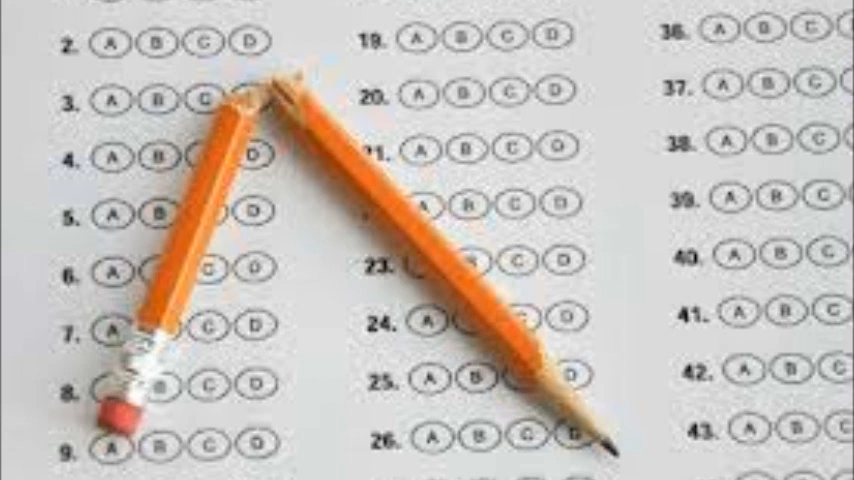 2. A B C D
3. A B C
4. A B D
5. A B D
6. A C D
7. A C D
8. B C D
9. A B C D
19. A B C D
20. A B C D
21. A B C D
A B C D
23. B C D
24. A C D
25. A B D
26. A B C D
36. A B C
37. A B C
38. A B C
39. A B C
40. A B C
41. A B C
42. A B C
43. A B C